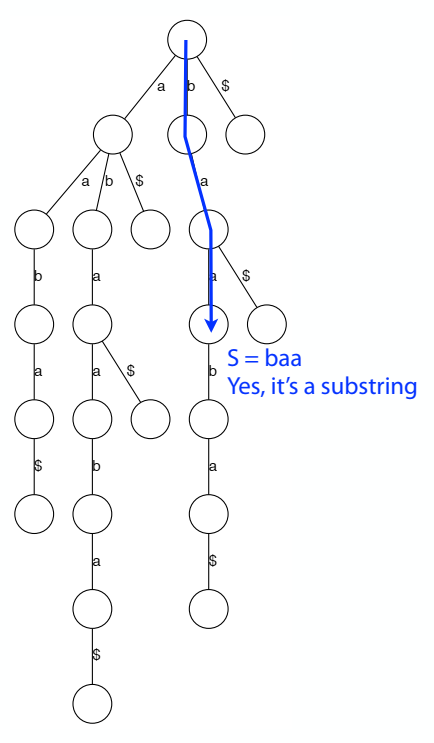 a b $
a b $ a
b a a $
a a $ b
$ b a
a $
$
S = baa
Yes, it's a substring